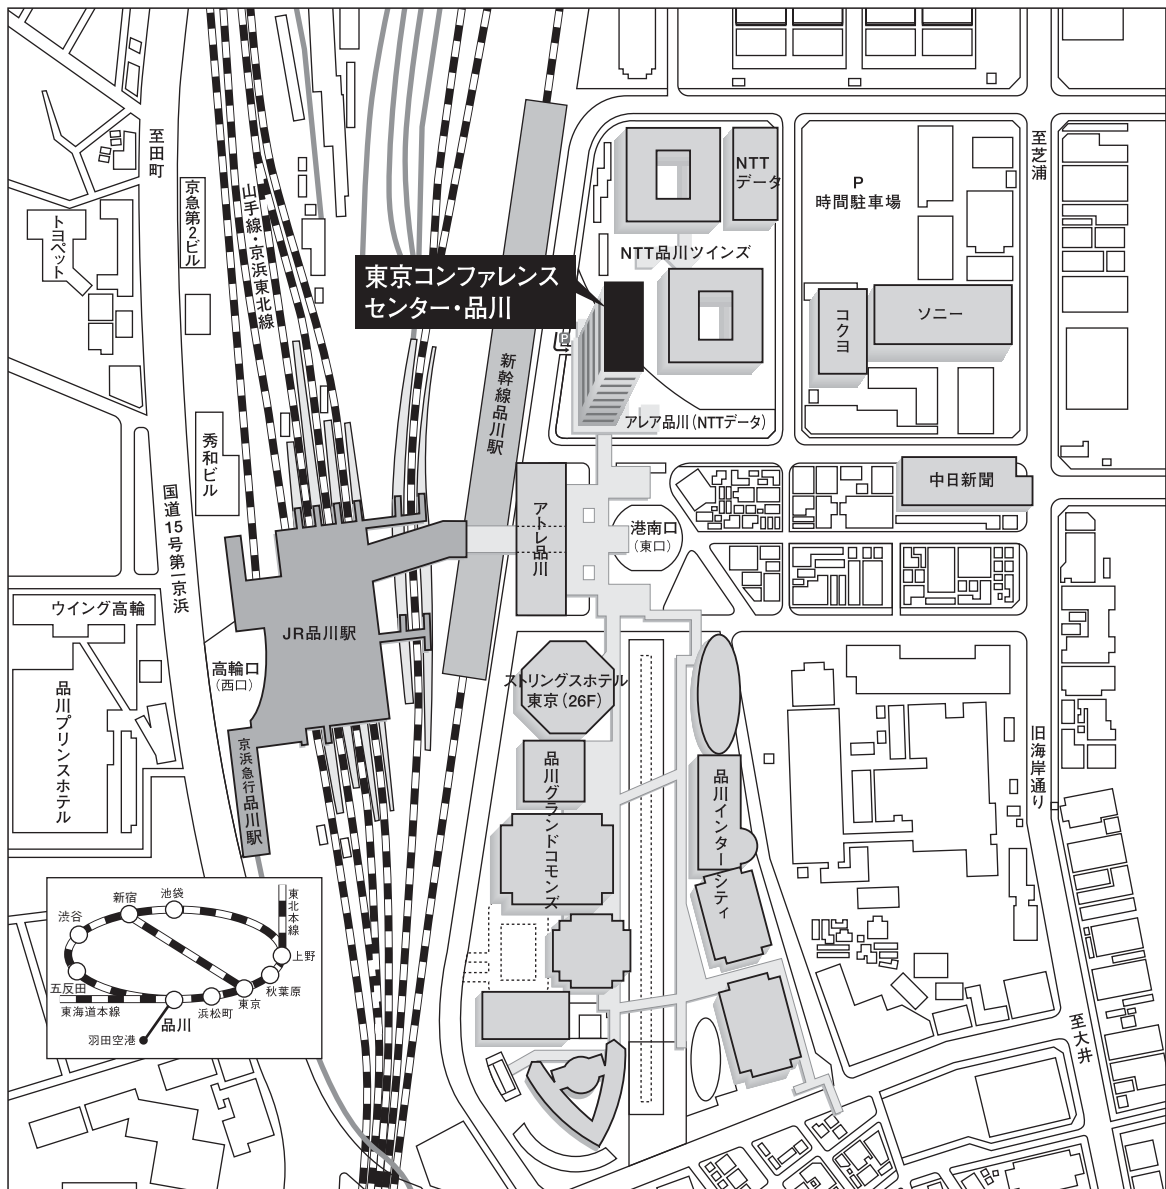 至田町
至芝浦
NTT
データ
P
時間駐車場
京急第2ビル
山手線・京浜東北線
トヨペット
NTT品川ツインズ
東京コンファレンス
センター・品川
コクヨ
ソニー
P
新幹線品川駅
アレア品川(NTTデータ)
秀和ビル
中日新聞
国道15号第一京浜
アトレ品川
港南口
(東口)
ウイング高輪
JR品川駅
高輪口
(西口)
ストリングスホテル
東京(26F)
品川プリンスホテル
京浜急行品川駅
品川グランドコモンズ
品川インターシティ
旧海岸通り
至大井
新宿
池袋
東北本線
渋谷
上野
五反田
秋葉原
東京
東海道本線
浜松町
品川
羽田空港